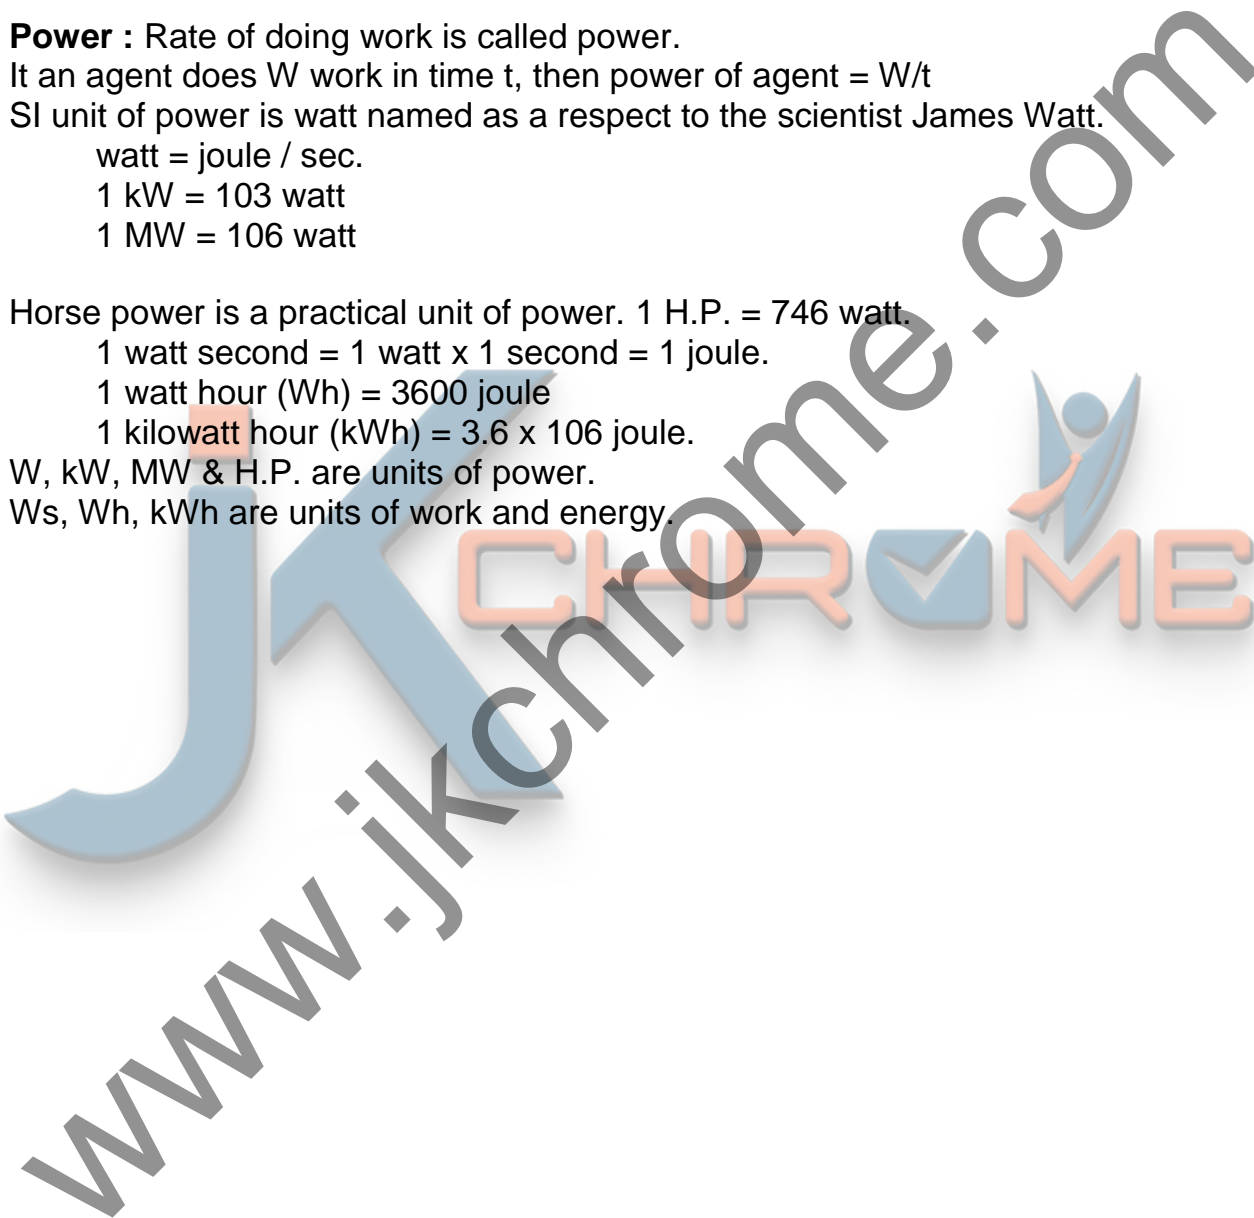 Power : Rate of doing work is called power.
It an agent does W work in time t, then power of agent = W/t
SI unit of power is watt named as a respect to the scientist James Watt.
watt = joule / sec.
1 kW = 103 watt
1 MW = 106 watt
Horse power is a practical unit of power. 1 H.P. = 746 watt.
1 watt second = 1 watt x 1 second = 1 joule.
1 watt hour (Wh) = 3600 joule
1 kilowatt hour (kWh) = 3.6 x 106 joule.
W, kW, MW & H.P. are units of power.
Ws, Wh, kWh are units of work and energy.
jK CHROME
www.jkchrome.com